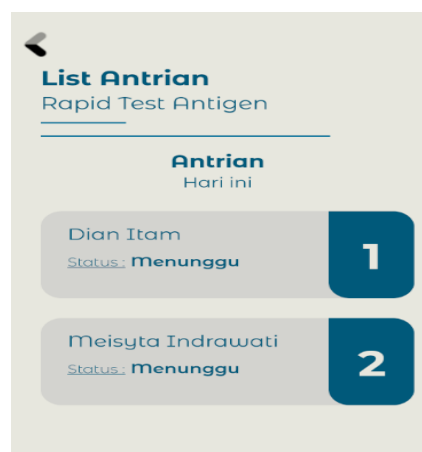 List Antrian
Rapid Test Antigen
Antrian
Hari ini
Dian Itam
Status : Menunggu
1
Meisyta Indrawati
Status : Menunggu
2